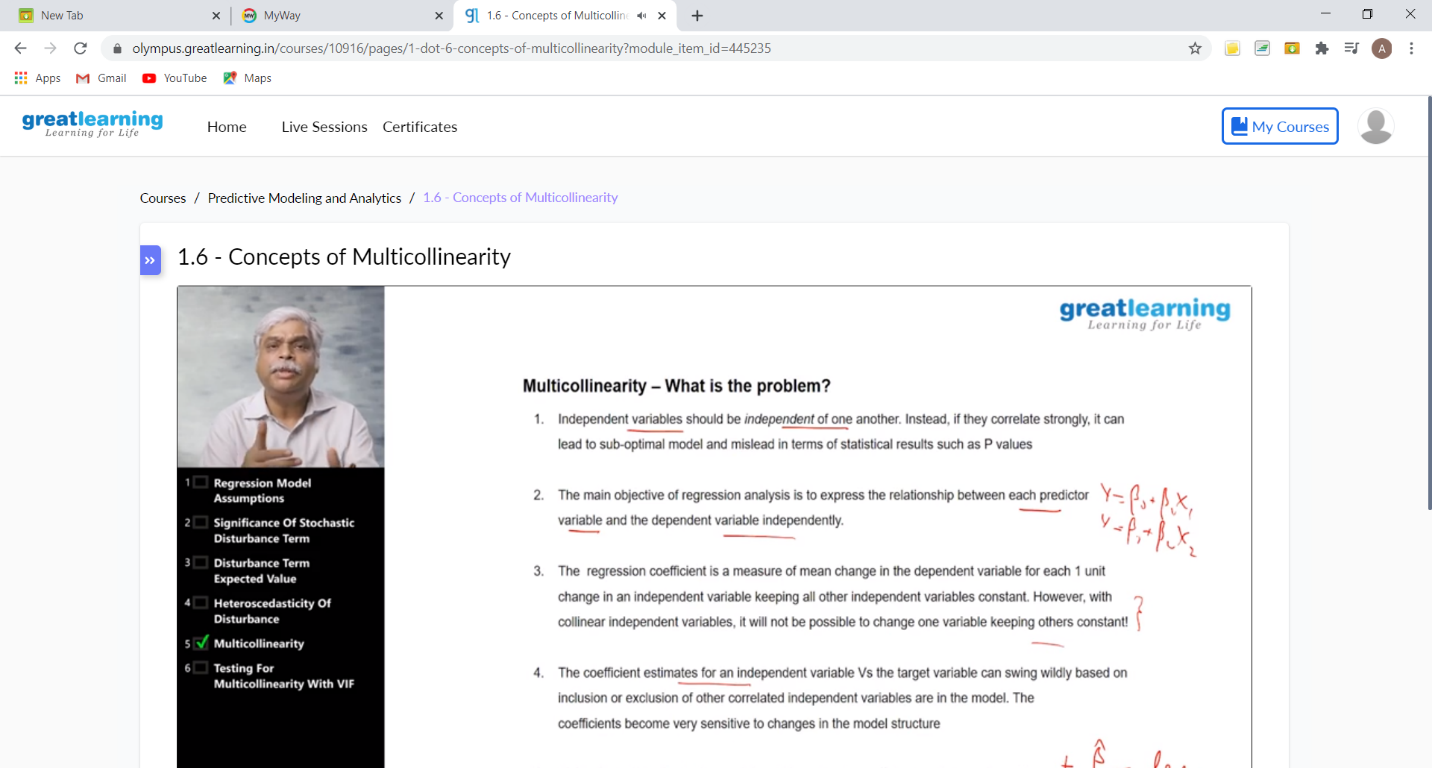 New Tab
MyWay
1.6 - Concepts of Multicollin
olympus.greatlearning.in/courses/10916/pages/1-dot-6-concepts-of-multicollinearity?module_item_id=445235
A
Apps
Gmail
YouTube
Maps
greatlearning
Learning for Life
Home
Live Sessions
Certificates
My Courses
Courses / Predictive Modeling and Analytics / 1.6 - Concepts of Multicollinearity
»
1.6 - Concepts of Multicollinearity
greatlearning
Learning for Life
1 Regression Model
Assumptions
2 Significance Of Stochastic
Disturbance Term
3 Disturbance Term
Expected Value
4 Heteroscedasticity Of
Disturbance
5 Multicollinearity
6 Testing For
Multicollinearity With VIF
Multicollinearity – What is the problem?
1. Independent variables should be independent of one another. Instead, if they correlate strongly, it can
lead to sub-optimal model and mislead in terms of statistical results such as P values
2. The main objective of regression analysis is to express the relationship between each predictor
variable and the dependent variable independently.
Y = β₀ + β₁X₁
3. The regression coefficient is a measure of mean change in the dependent variable for each 1 unit
change in an independent variable keeping all other independent variables constant. However, with
collinear independent variables, it will not be possible to change one variable keeping others constant!
4. The coefficient estimates for an independent variable Vs the target variable can swing wildly based on
inclusion or exclusion of other correlated independent variables are in the model. The
coefficients become very sensitive to changes in the model structure